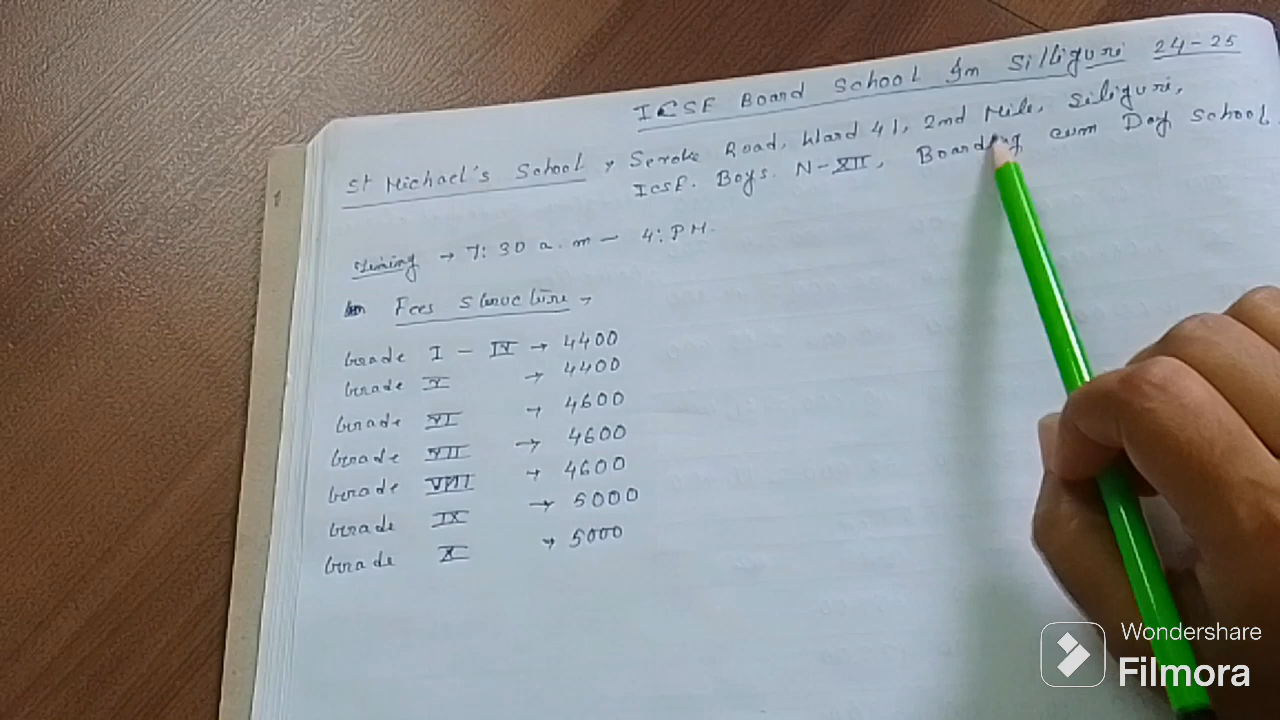 ICSE Board School In Silliguri 24-25
St Michael's School → Sevoke Road, Ward 41, 2nd Mile, Siliguri,
ICSE. Boys. N-XII, Boarding cum Day School
Timing → 7:30 a.m - 4: PM.
Fees Structure →
Grade I - IV → 4400
Grade V → 4400
Grade VI → 4600
Grade VII → 4600
Grade VIII → 4600
Grade IX → 5000
Grade X → 5000
Wondershare
Filmora